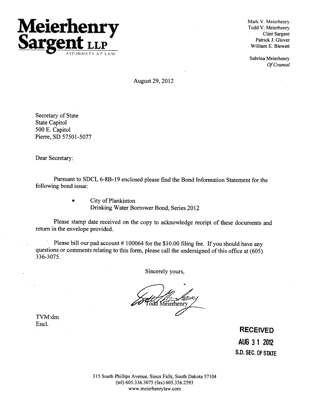 Meierhenry
Sargent LLP
ATTORNEYS AT LAW
Mark V. Meierhenry
Todd V. Meierhenry
Clint Sargent
Patrick J. Glover
William E. Blewett
Sabrina Meierhenry
Of Counsel
August 29, 2012
Secretary of State
State Capitol
500 E. Capitol
Pierre, SD 57501-5077
Dear Secretary:
Pursuant to SDCL 6-8B-19 enclosed please find the Bond Information Statement for the
following bond issue:
• City of Plankinton
Drinking Water Borrower Bond, Series 2012
Please stamp date received on the copy to acknowledge receipt of these documents and
return in the envelope provided.
Please bill our pad account # 100064 for the $10.00 filing fee. If you should have any
questions or comments relating to this form, please call the undersigned of this office at (605)
336-3075.
Sincerely yours,
Todd Meierhenry
TVM:dm
Encl.
RECEIVED
AUG 31 2012
S.D. SEC. OF STATE
315 South Phillips Avenue, Sioux Falls, South Dakota 57104
(tel) 605.336.3075 (fax) 605.336.2593
www.meierhenrylaw.com